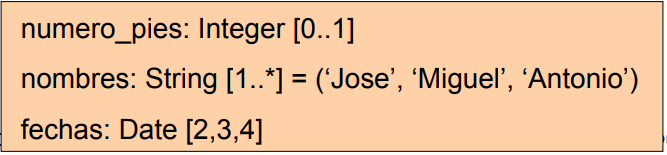 numero_pies: Integer [0..1]
nombres: String [1..*] = (‘Jose’, ‘Miguel’, ‘Antonio’)
fechas: Date [2,3,4]